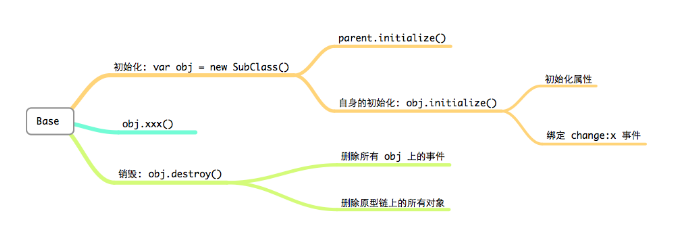 parent.initialize()
初始化: var obj = new SubClass()
初始化属性
自身的初始化: obj.initialize()
Base
obj.xxx()
绑定 change:x 事件
删除所有 obj 上的事件
销毁: obj.destroy()
删除原型链上的所有对象